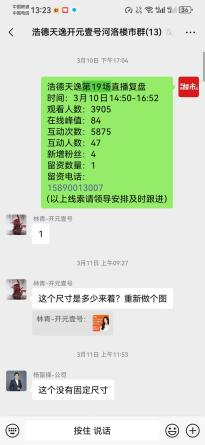 13:23
73
浩德天逸开元壹号河洛楼市群(13)
3月10日 下午17:04
浩德天逸第19场直播复盘
时间：3月10日14:50-16:52
观看人数：3905
在线峰值：84
互动次数：5875
互动人数：47
新增粉丝：4
留资数量：1
留资电话：
15890013007
(以上线索请领导安排及时跟进)
林青-开元壹号
1
3月11日 上午09:27
林青-开元壹号
这个尺寸是多少来着？重新做个图
林青-开元壹号：
3月11日 上午11:53
这个没有固定尺寸
按住 说话